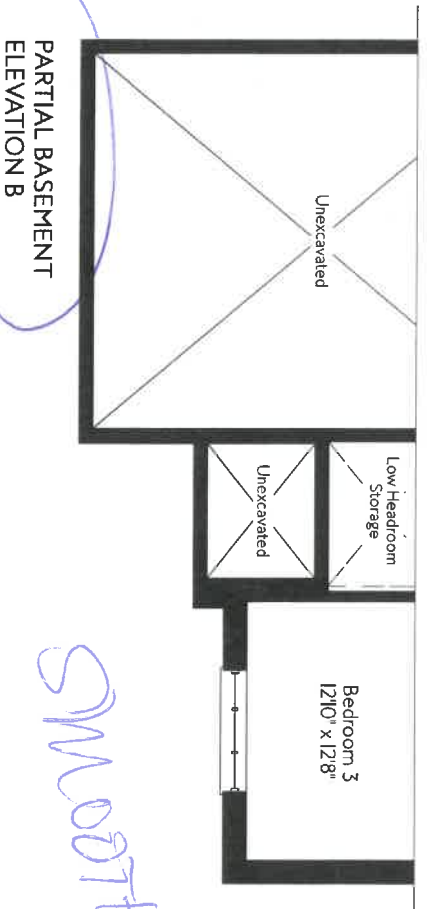 Unexcavated
Low Headroom
Storage
Unexcavated
Bedroom 3
12'10" x 12'8"
PARTIAL BASEMENT
ELEVATION B